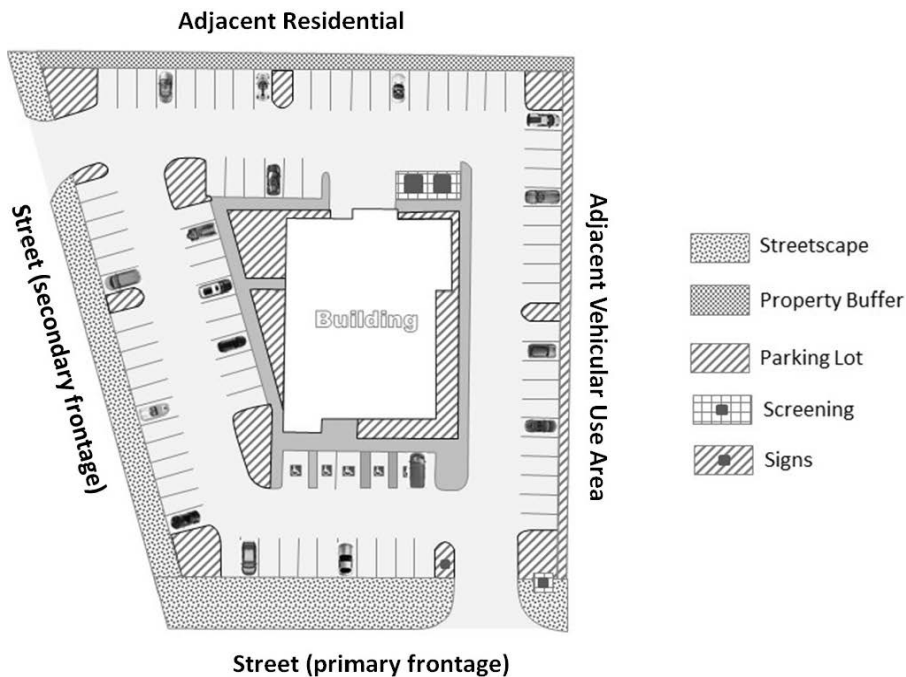 Adjacent Residential
Street (secondary frontage)
Building
Adjacent Vehicular Use Area
Streetscape
Property Buffer
Parking Lot
Screening
Signs
Street (primary frontage)